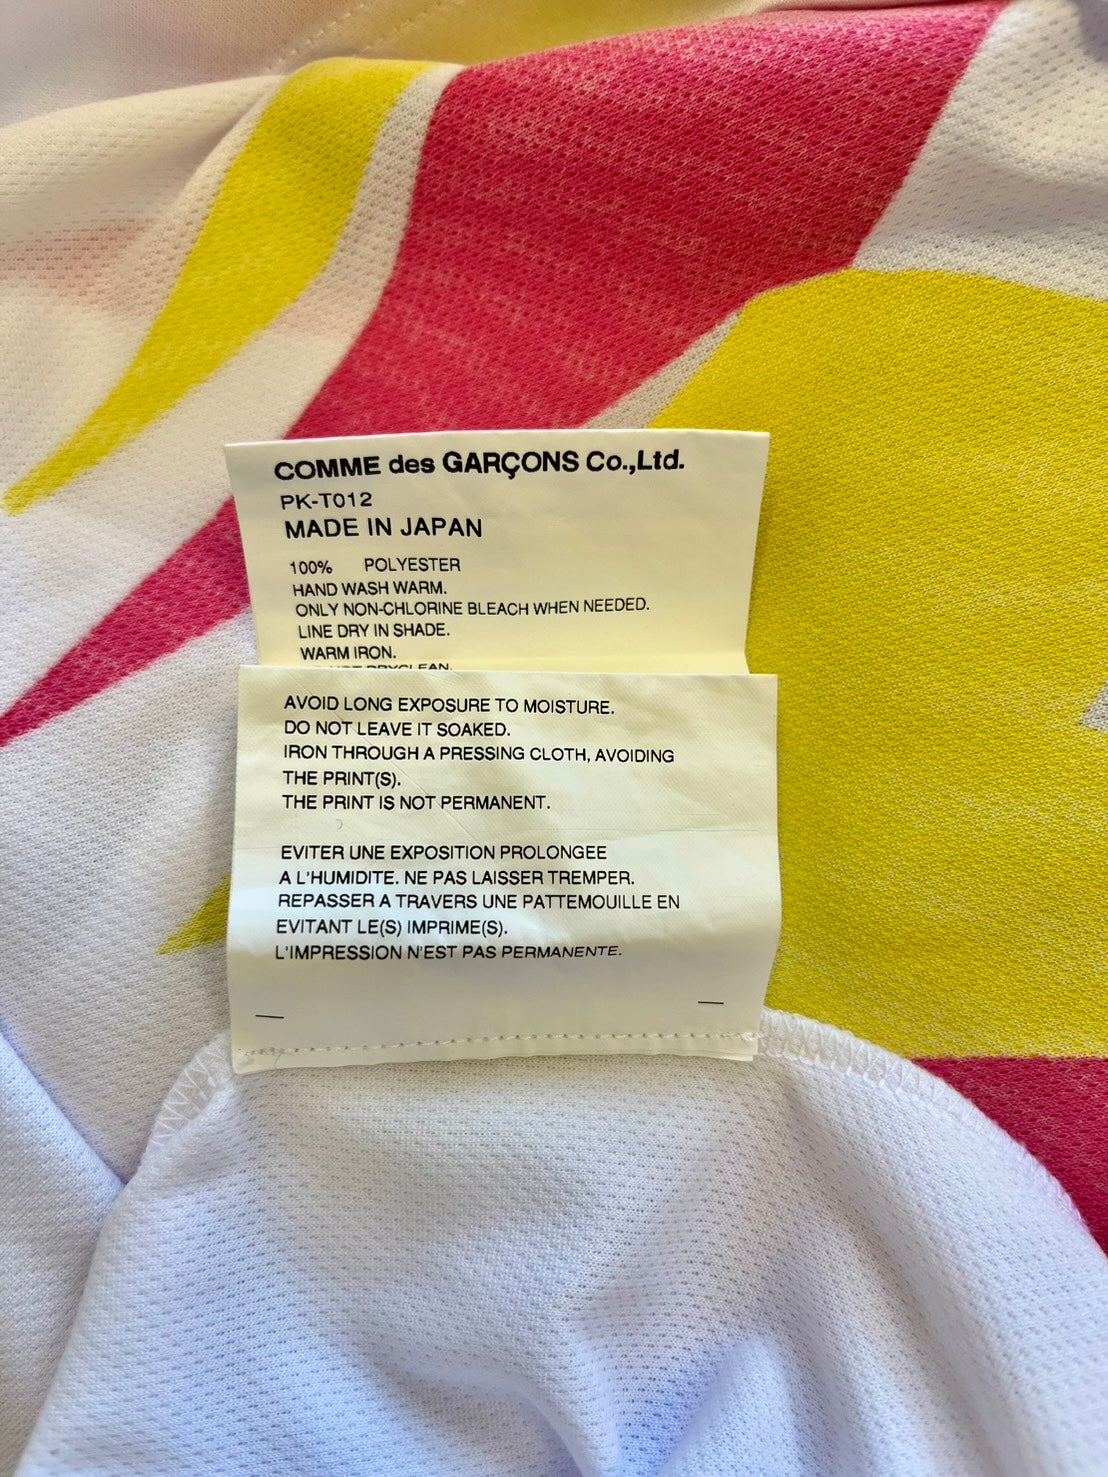 COMME des GARÇONS Co.,Ltd.
PK-T012
MADE IN JAPAN
100% POLYESTER
HAND WASH WARM.
ONLY NON-CHLORINE BLEACH WHEN NEEDED.
LINE DRY IN SHADE.
WARM IRON.
NOT DRYCLEAN.
AVOID LONG EXPOSURE TO MOISTURE.
DO NOT LEAVE IT SOAKED.
IRON THROUGH A PRESSING CLOTH, AVOIDING
THE PRINT(S).
THE PRINT IS NOT PERMANENT.
EVITER UNE EXPOSITION PROLONGEE
A L'HUMIDITE. NE PAS LAISSER TREMPER.
REPASSER A TRAVERS UNE PATTEMOUILLE EN
EVITANT LE(S) IMPRIME(S).
L'IMPRESSION N'EST PAS PERMANENTE.